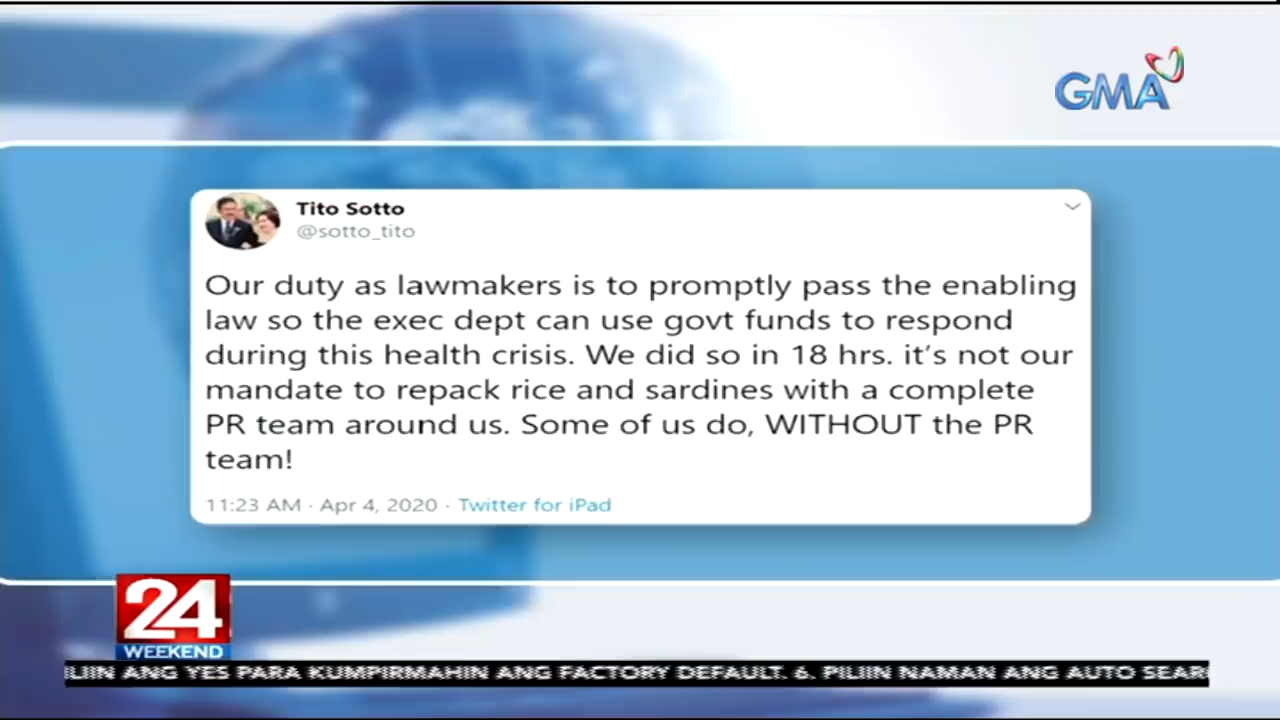 GMA
Tito Sotto
@sotto_tito
Our duty as lawmakers is to promptly pass the enabling
law so the exec dept can use govt funds to respond
during this health crisis. We did so in 18 hrs. it's not our
mandate to repack rice and sardines with a complete
PR team around us. Some of us do, WITHOUT the PR
team!
11:23 AM · Apr 4, 2020 · Twitter for iPad
24
WEEKEND
ILIIN ANG YES PARA KUMPIRMAHIN ANG FACTORY DEFAULT. 6. PILIIN NAMAN ANG AUTO SEAR